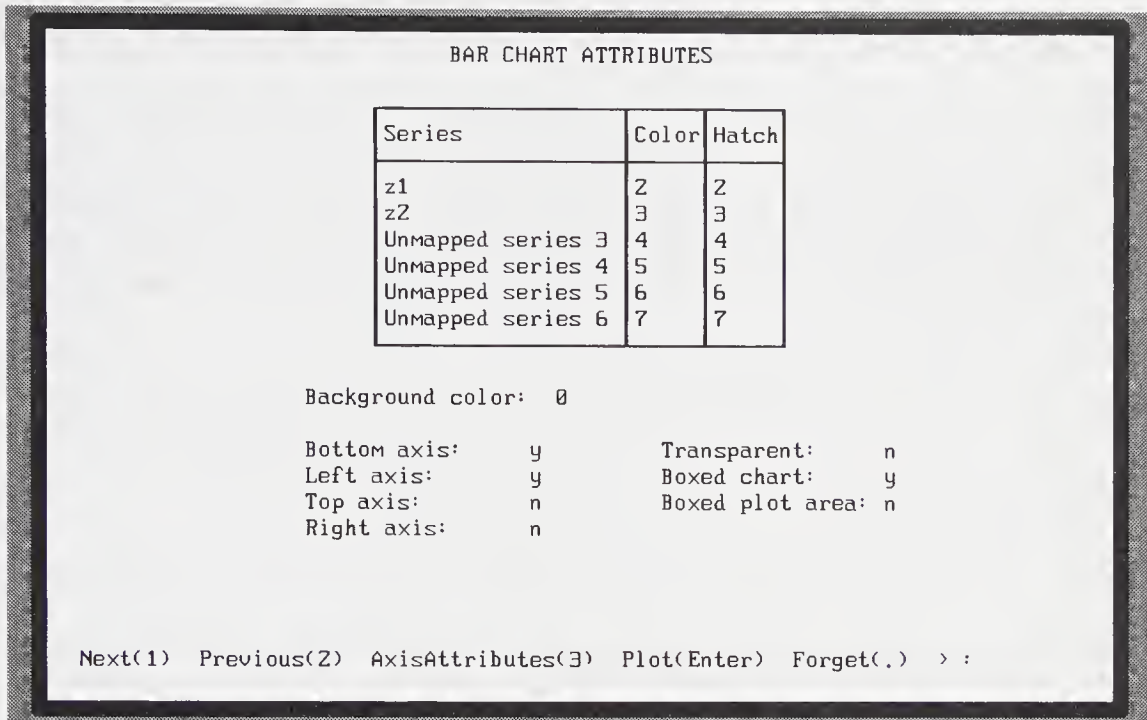 BAR CHART ATTRIBUTES
Series Color Hatch
z1 2 2
z2 3 3
Unmapped series 3 4 4
Unmapped series 4 5 5
Unmapped series 5 6 6
Unmapped series 6 7 7
Background color: 0
Bottom axis: y Transparent: n
Left axis: y Boxed chart: y
Top axis: n Boxed plot area: n
Right axis: n
Next(1) Previous(2) AxisAttributes(3) Plot(Enter) Forget(.) > :